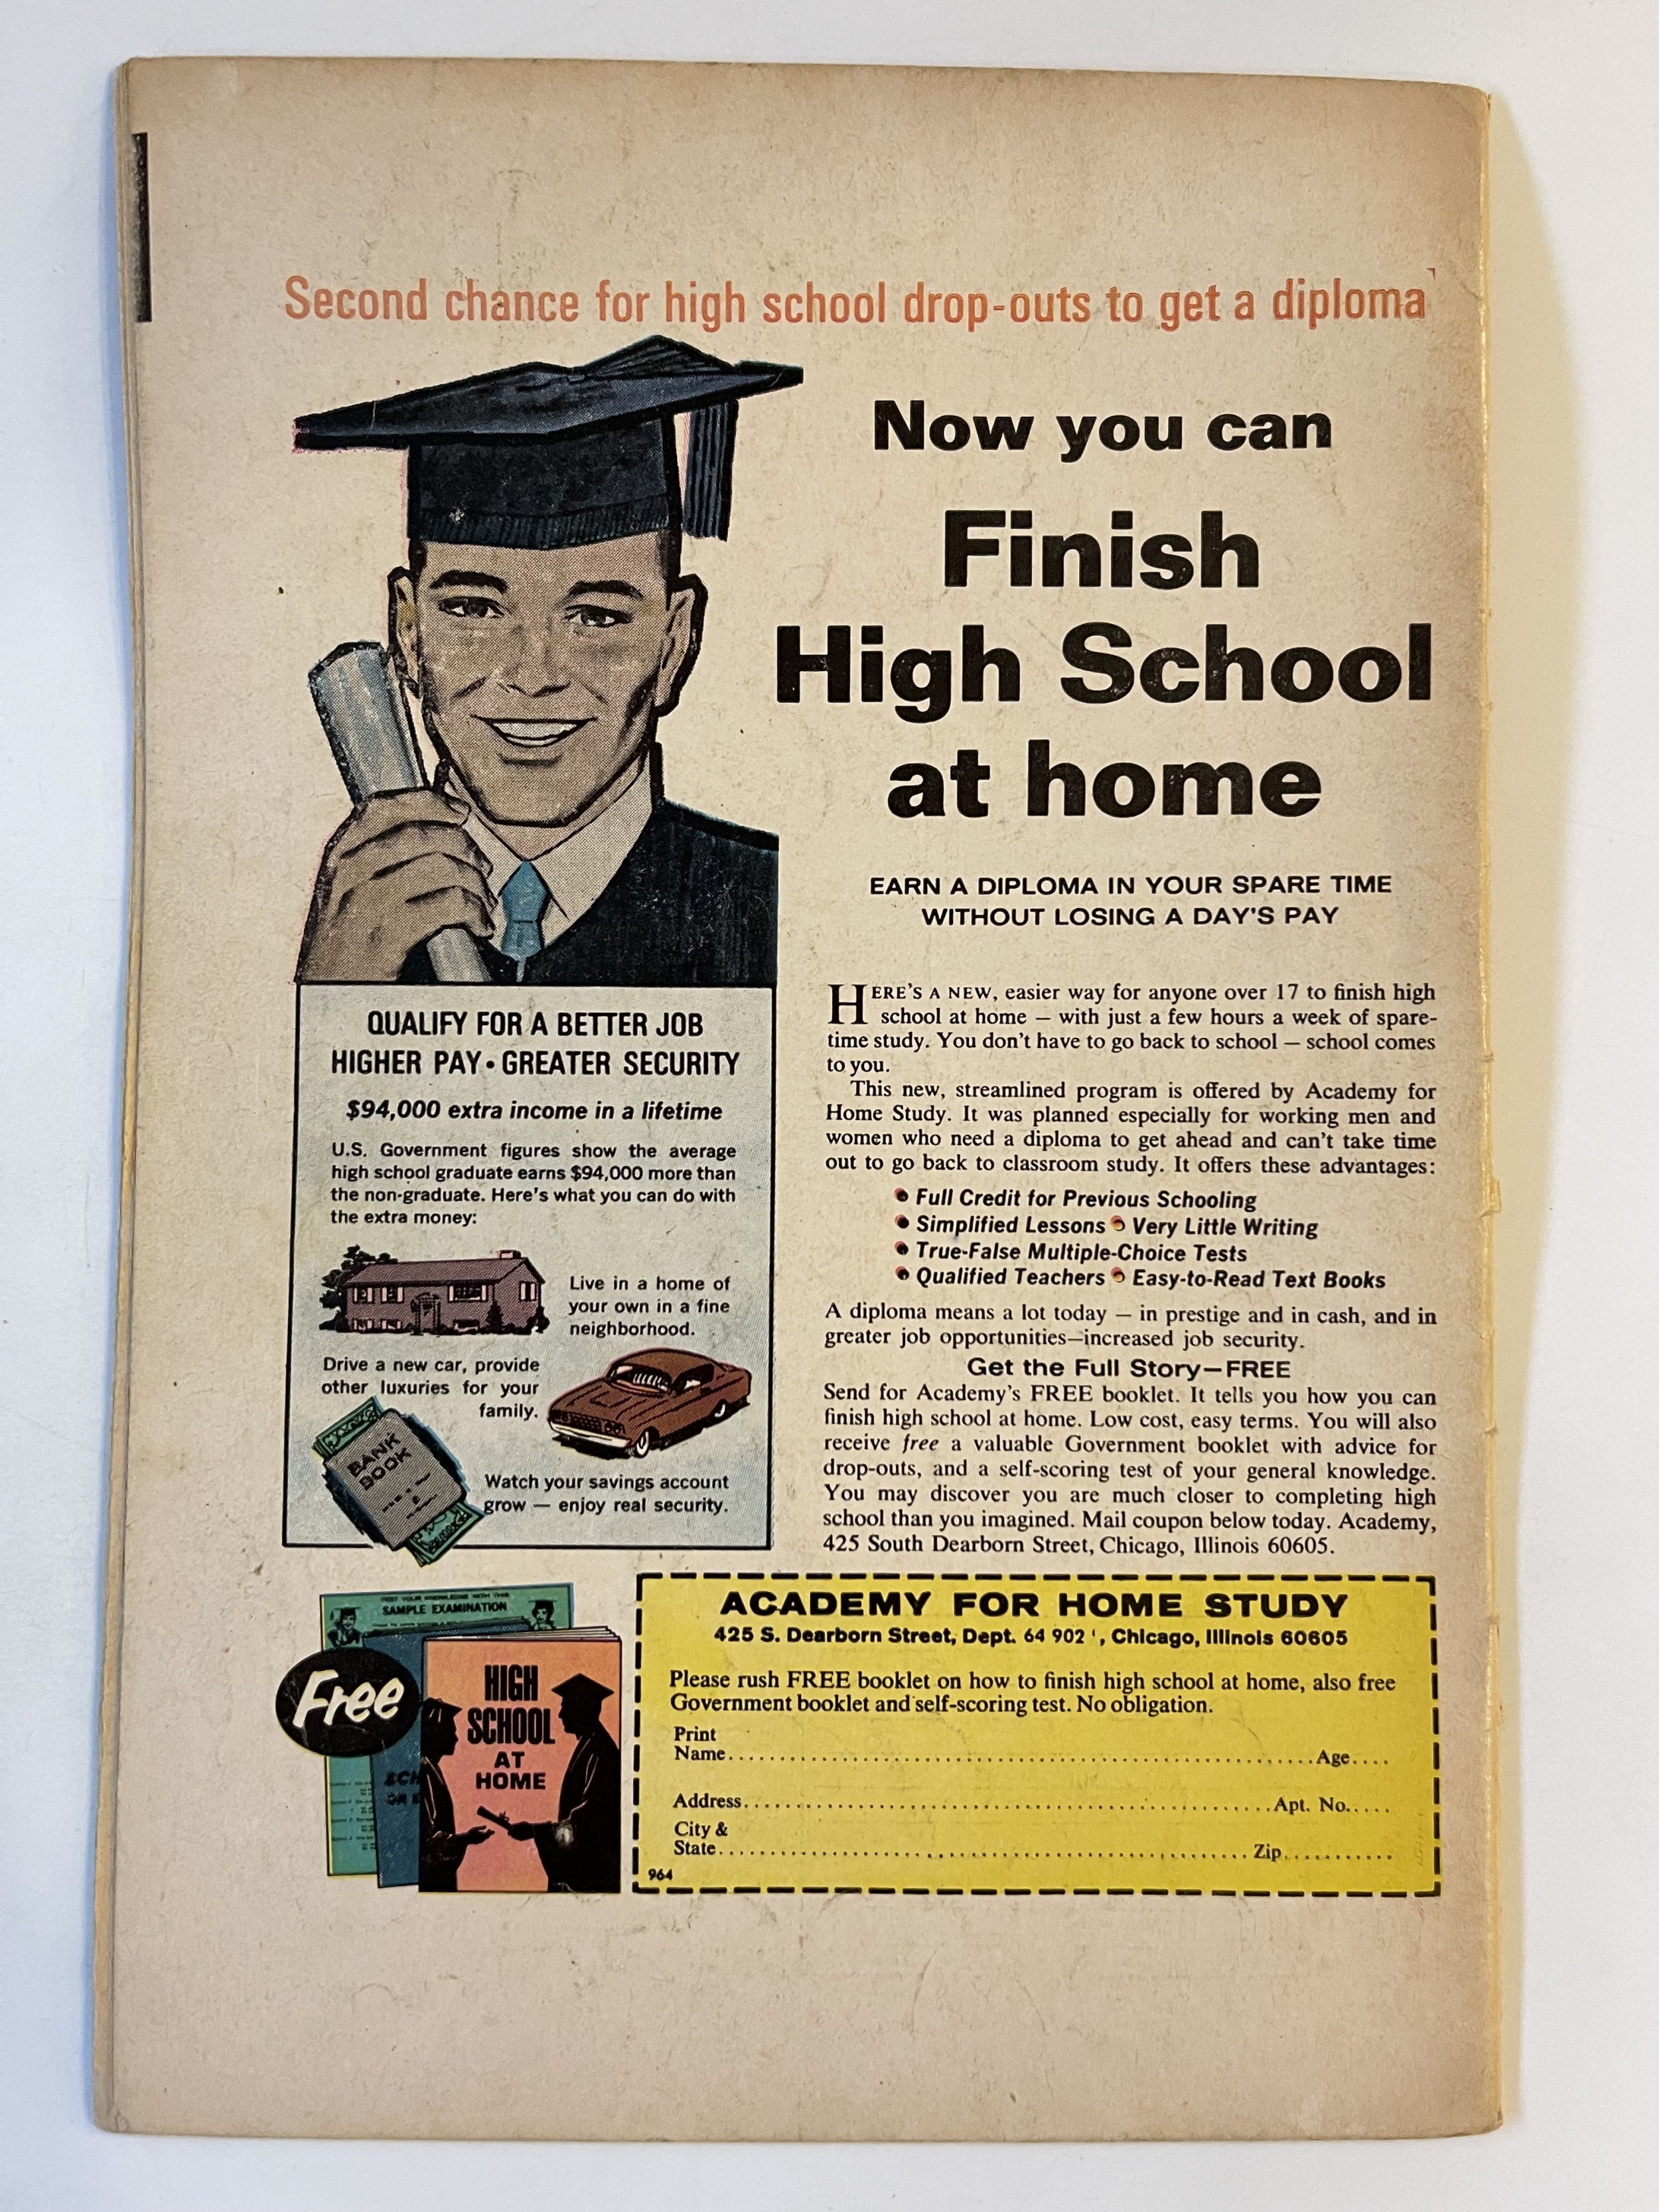 Second chance for high school drop-outs to get a diploma
Now you can
Finish
High School
at home
EARN A DIPLOMA IN YOUR SPARE TIME
WITHOUT LOSING A DAY'S PAY
QUALIFY FOR A BETTER JOB
HIGHER PAY • GREATER SECURITY
$94,000 extra income in a lifetime
U.S. Government figures show the average
high school graduate earns $94,000 more than
the non-graduate. Here's what you can do with
the extra money:
Live in a home of
your own in a fine
neighborhood.
Drive a new car, provide
other luxuries for your
family.
BANK
BOOK
Watch your savings account
grow — enjoy real security.
HERE'S A NEW, easier way for anyone over 17 to finish high
school at home — with just a few hours a week of spare-
time study. You don't have to go back to school — school comes
to you.
This new, streamlined program is offered by Academy for
Home Study. It was planned especially for working men and
women who need a diploma to get ahead and can't take time
out to go back to classroom study. It offers these advantages:
• Full Credit for Previous Schooling
• Simplified Lessons • Very Little Writing
• True-False Multiple-Choice Tests
• Qualified Teachers • Easy-to-Read Text Books
A diploma means a lot today — in prestige and in cash, and in
greater job opportunities—increased job security.
Get the Full Story—FREE
Send for Academy's FREE booklet. It tells you how you can
finish high school at home. Low cost, easy terms. You will also
receive free a valuable Government booklet with advice for
drop-outs, and a self-scoring test of your general knowledge.
You may discover you are much closer to completing high
school than you imagined. Mail coupon below today. Academy,
425 South Dearborn Street, Chicago, Illinois 60605.
TEST YOUR KNOWLEDGE WITH THIS
SAMPLE EXAMINATION
Free
HIGH
SCHOOL
AT
HOME
ACADEMY FOR HOME STUDY
425 S. Dearborn Street, Dept. 64 902 ', Chicago, Illinois 60605
Please rush FREE booklet on how to finish high school at home, also free
Government booklet and self-scoring test. No obligation.
Print
Name.....Age....
Address.....Apt. No.....
City &
State.....Zip..........
964